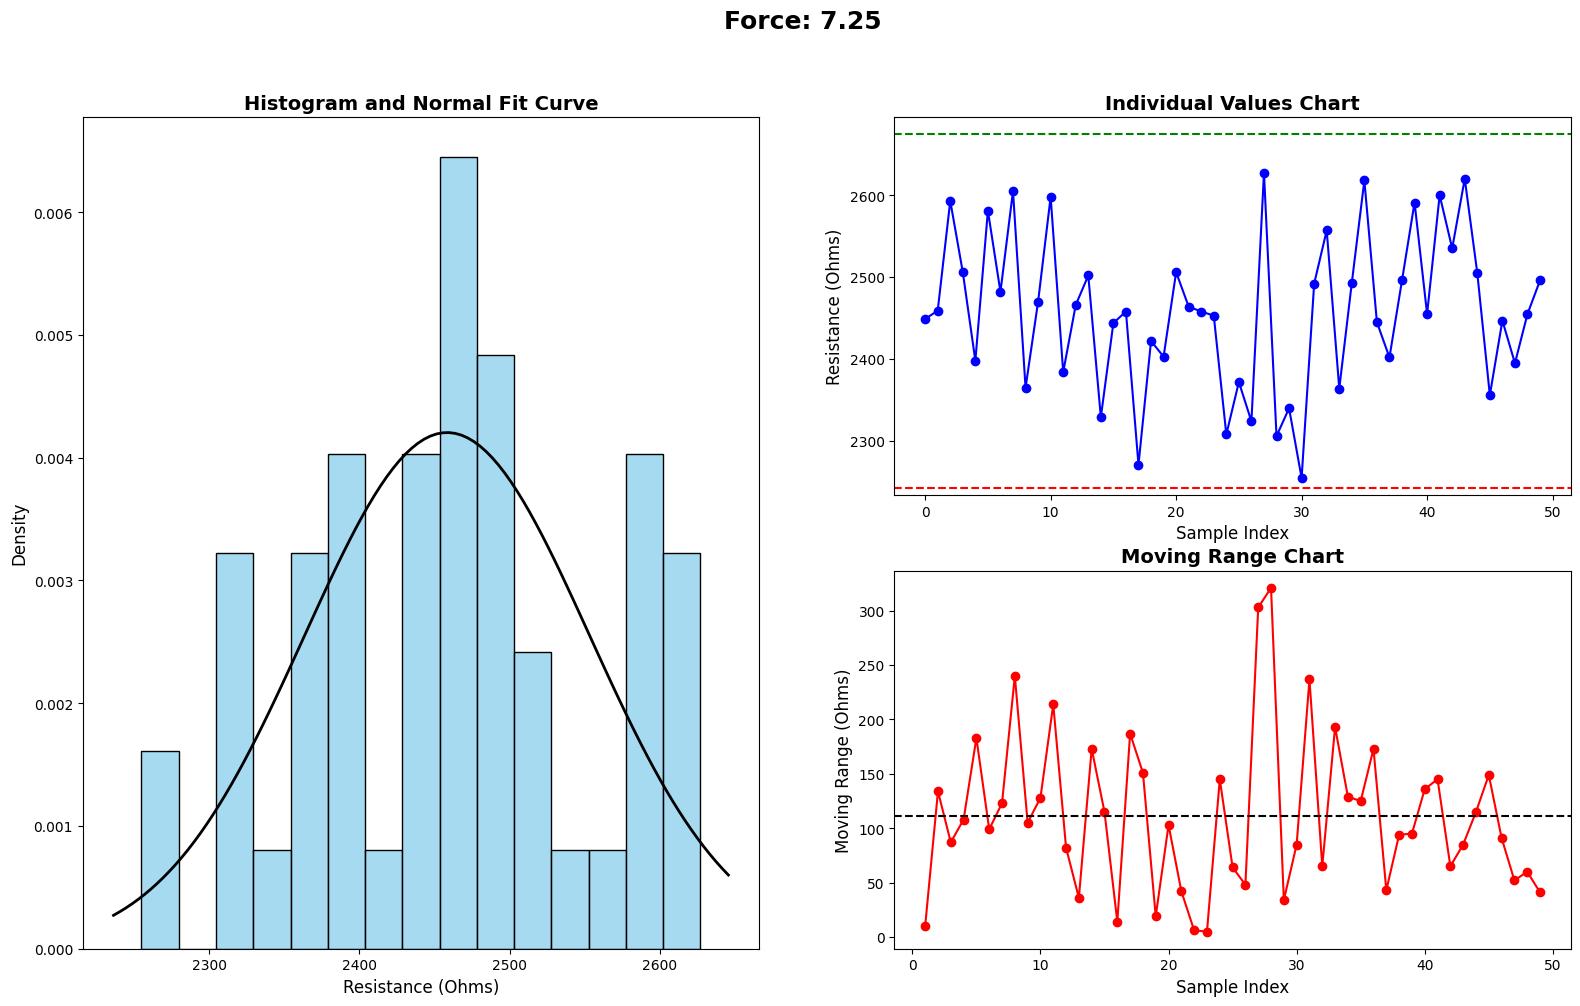 Force: 7.25
Histogram and Normal Fit Curve
Density
0.006
0.005
0.004
0.003
0.002
0.001
0.000
2300 2400 2500 2600
Resistance (Ohms)
Individual Values Chart
Resistance (Ohms)
2600
2500
2400
2300
0 10 20 30 40 50
Sample Index
Moving Range Chart
Moving Range (Ohms)
300
250
200
150
100
50
0
0 10 20 30 40 50
Sample Index